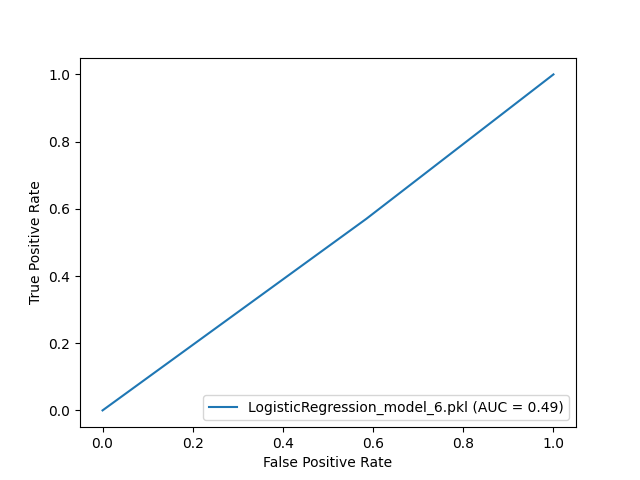 1.0
0.8
0.6
0.4
0.2
0.0
True Positive Rate
LogisticRegression_model_6.pkl (AUC = 0.49)
0.0 0.2 0.4 0.6 0.8 1.0
False Positive Rate